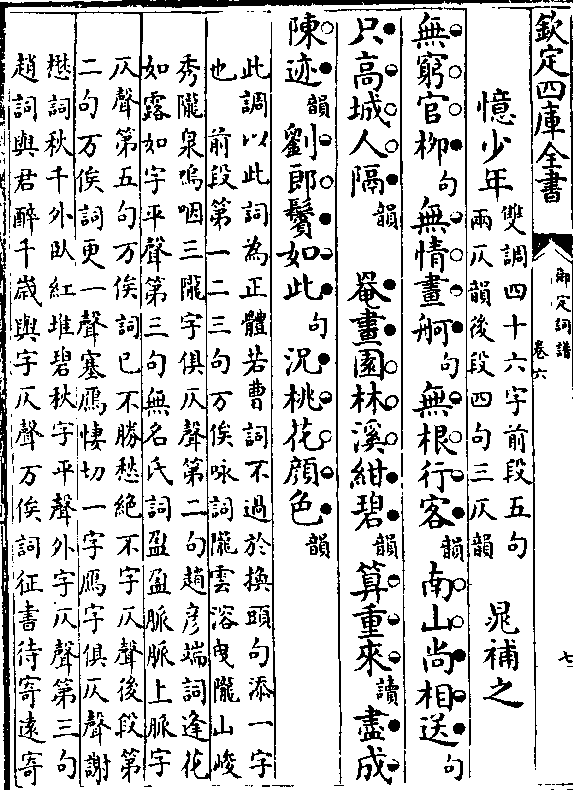 欽定四庫全書
御定詞譜
卷六
七
憶少年
雙調四十六字前段五句
兩仄韻後段四句三仄韻
晁補之
無窮官栁句無情畫舸句無根行客韻南山尚相送句
只高城人隔韻 罨畫園林溪紺碧韻算重來讀盡成
陳迹韻劉郎鬢如此句況桃花顔色韻
此調以此詞為正體若曹詞不過於換頭句添一字
也 前段第一二三句万俟咏詞隴雲溶曳隴山峻
秀隴泉嗚咽三隴字俱仄聲第二句趙彦端詞逢花
如露如字平聲第三句無名氏詞盈盈脈脈上脈字
仄聲第五句万俟詞已不勝愁絶不字仄聲後段第
二句万俟詞更一聲塞鴈悽切一字鴈字俱仄聲謝
懋詞秋千外卧紅堆碧秋字平聲外字仄聲第三句
趙詞與君醉千歳與字仄聲万俟詞征書待寄逺寄